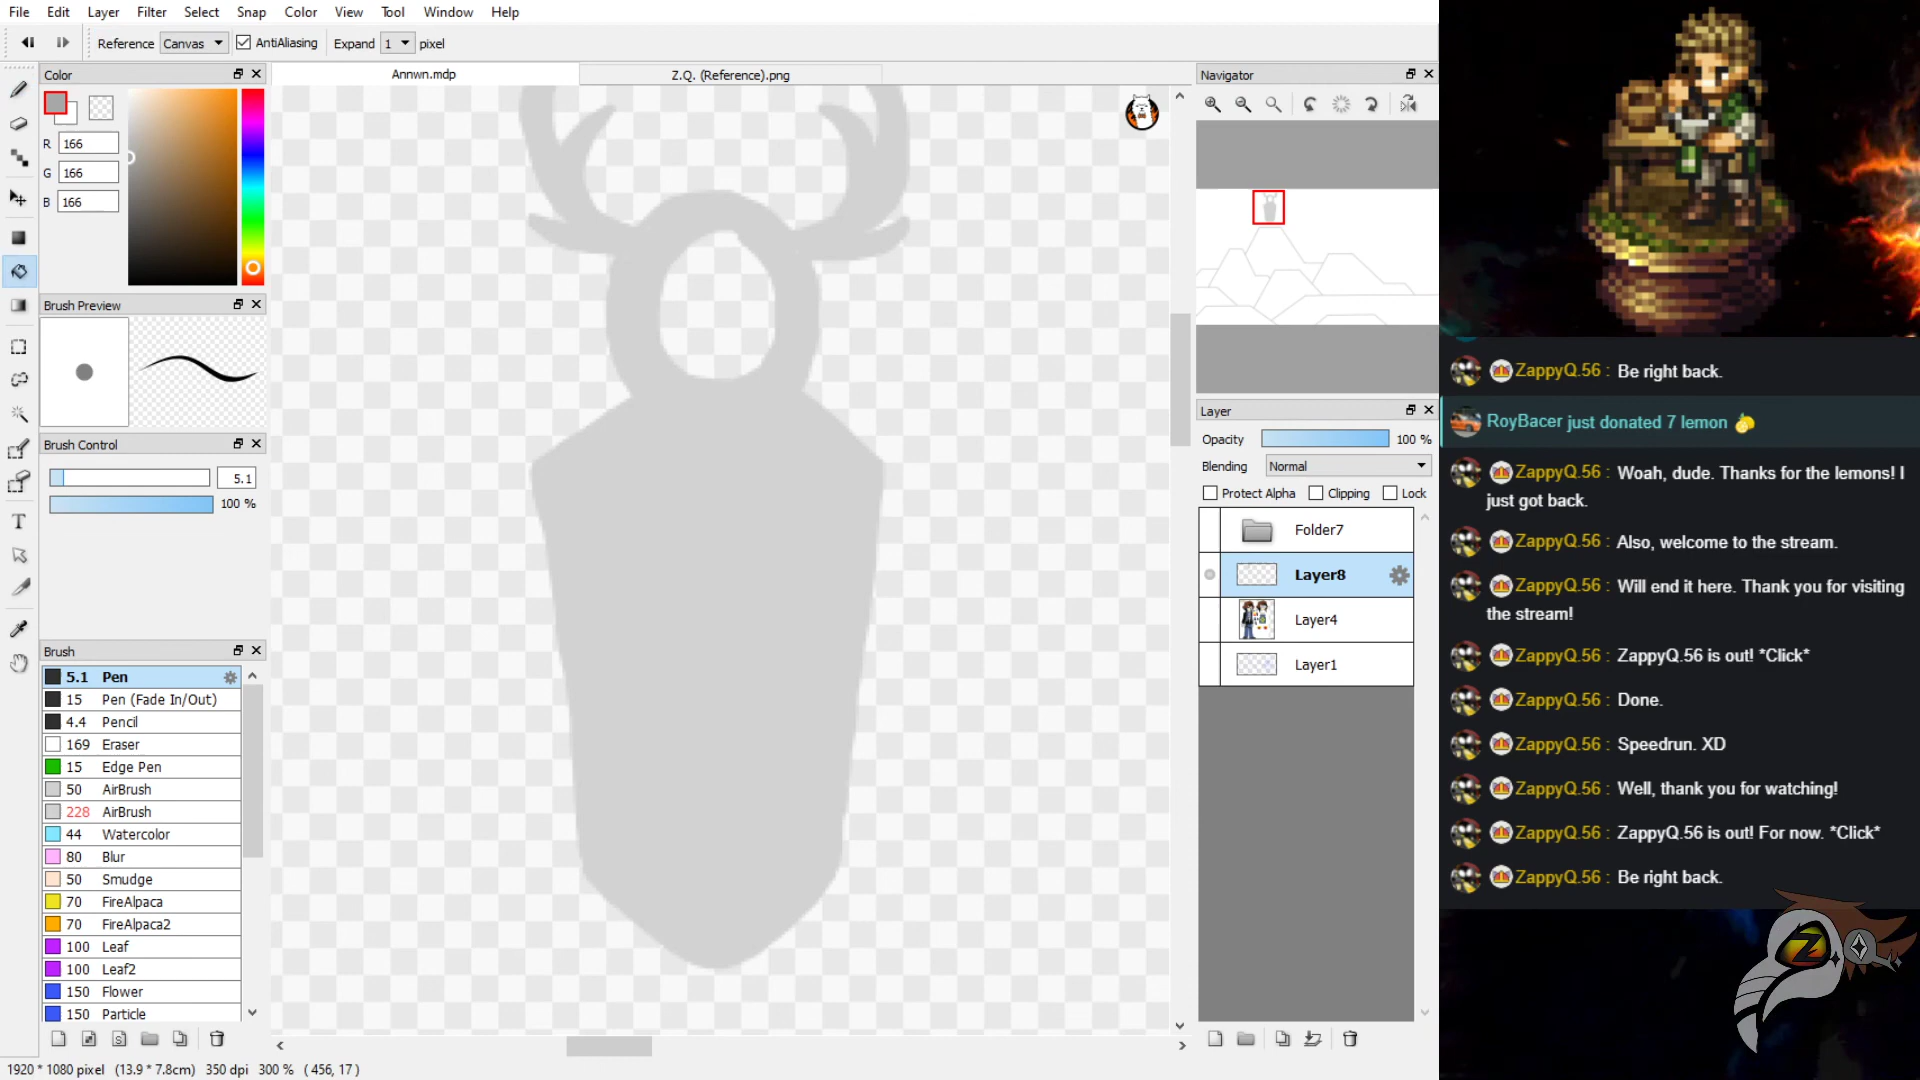 File Edit Layer Filter Select Snap Color View Tool Window Help
Reference Canvas AntiAliasing Expand 1 pixel
Color
R 166
G 166
B 166
Brush Preview
Brush Control
5.1
100 %
Brush
5.1 Pen
15 Pen (Fade In/Out)
4.4 Pencil
169 Eraser
15 Edge Pen
50 AirBrush
228 AirBrush
44 Watercolor
80 Blur
50 Smudge
70 FireAlpaca
70 FireAlpaca2
100 Leaf
100 Leaf2
150 Flower
150 Particle
1920 * 1080 pixel (13.9 * 7.8cm) 350 dpi 300 % ( 456, 17 )
Annwn.mdp
Z.Q. (Reference).png
Navigator
Layer
Opacity 100 %
Blending Normal
Protect Alpha Clipping Lock
Folder7
Layer8
Layer4
Layer1
ZappyQ.56 : Be right back.
RoyBacer just donated 7 lemon
ZappyQ.56 : Woah, dude. Thanks for the lemons! I
just got back.
ZappyQ.56 : Also, welcome to the stream.
ZappyQ.56 : Will end it here. Thank you for visiting
the stream!
ZappyQ.56 : ZappyQ.56 is out! *Click*
ZappyQ.56 : Done.
ZappyQ.56 : Speedrun. XD
ZappyQ.56 : Well, thank you for watching!
ZappyQ.56 : ZappyQ.56 is out! For now. *Click*
ZappyQ.56 : Be right back.
Z